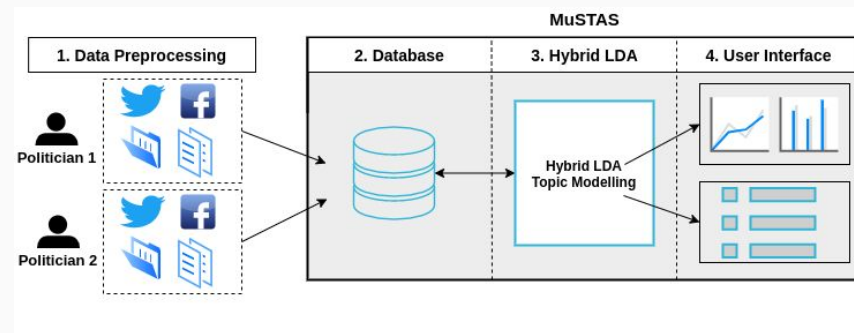 MuSTAS
1. Data Preprocessing
2. Database
3. Hybrid LDA
4. User Interface
Politician 1
Hybrid LDA
Topic Modelling
Politician 2